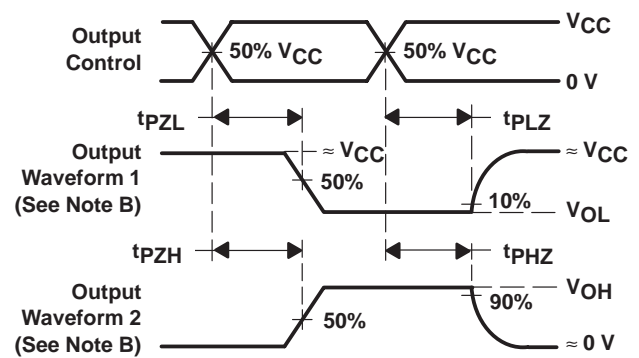 Output
Control
50% VCC
50% VCC
VCC
0 V
tPZL
tPLZ
Output
Waveform 1
(See Note B)
≈ VCC
50%
10%
≈ VCC
VOL
tPZH
tPHZ
Output
Waveform 2
(See Note B)
50%
90%
VOH
≈ 0 V